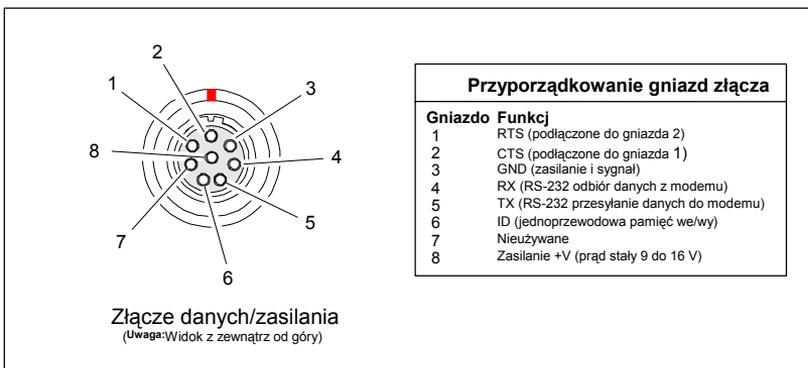 2
1
3
8
4
7
5
6
Złącze danych/zasilania
(Uwaga:Widok z zewnątrz od góry)
Przyporządkowanie gniazd złącza
Gniazdo Funkcj
1 RTS (podłączone do gniazda 2)
2 CTS (podłączone do gniazda 1)
3 GND (zasilanie i sygnał)
4 RX (RS-232 odbiór danych z modemu)
5 TX (RS-232 przesyłanie danych do modemu)
6 ID (jednoprzewodowa pamięć we/wy)
7 Nieużywane
8 Zasilanie +V (prąd stały 9 do 16 V)